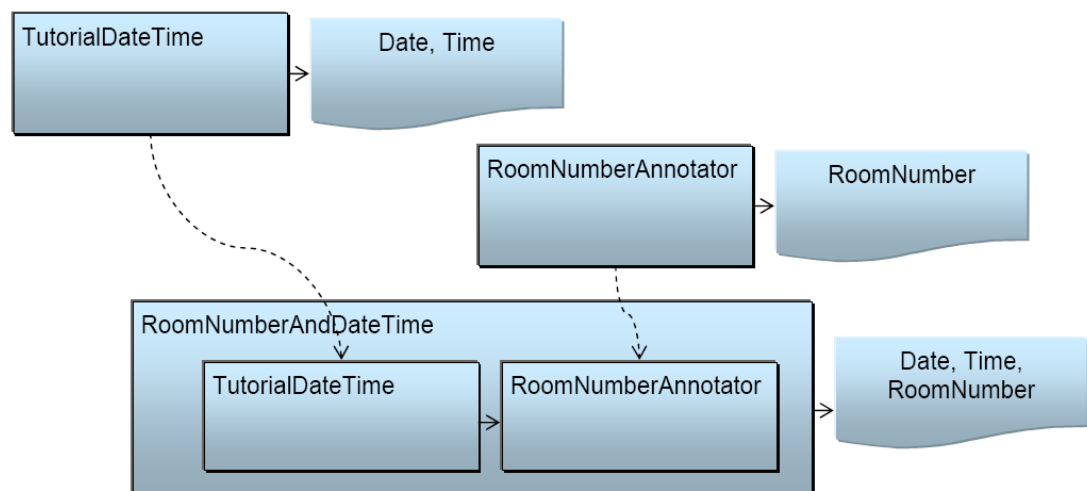 TutorialDateTime
Date, Time
RoomNumberAnnotator
RoomNumber
RoomNumberAndDateTime
TutorialDateTime
RoomNumberAnnotator
Date, Time,
RoomNumber